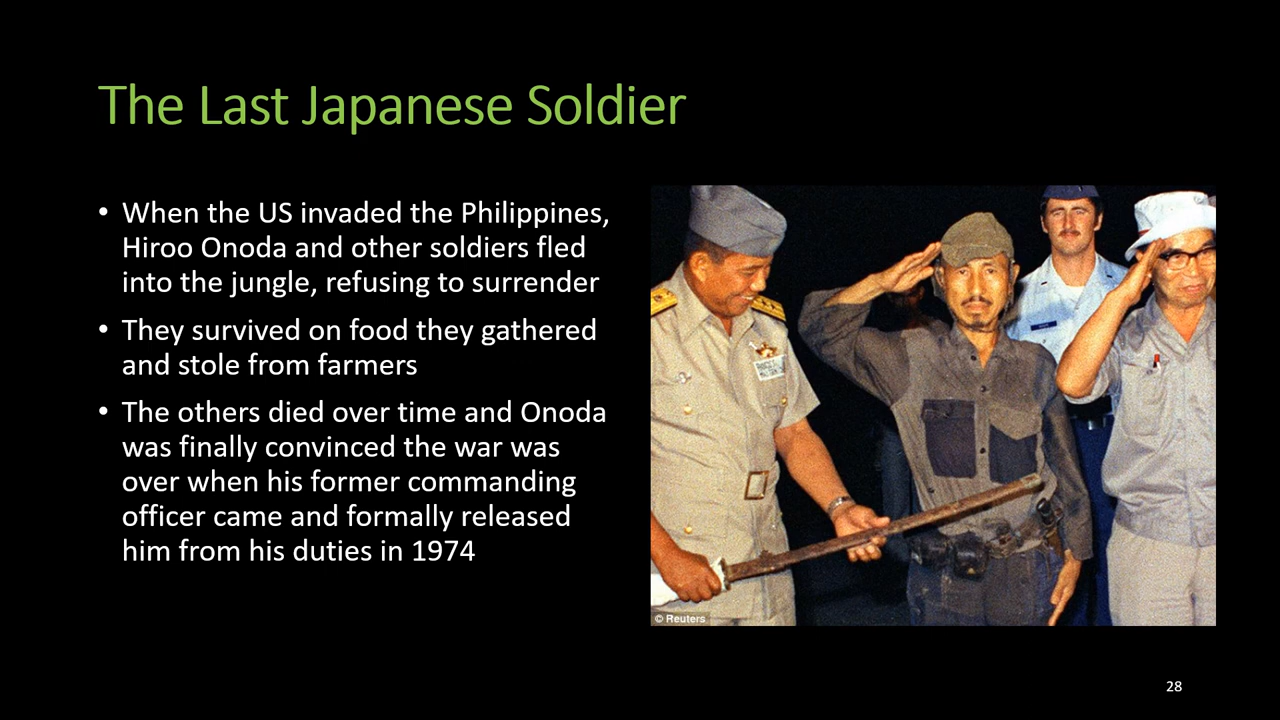 The Last Japanese Soldier
• When the US invaded the Philippines,
Hiroo Onoda and other soldiers fled
into the jungle, refusing to surrender
• They survived on food they gathered
and stole from farmers
• The others died over time and Onoda
was finally convinced the war was
over when his former commanding
officer came and formally released
him from his duties in 1974
© Reuters
28